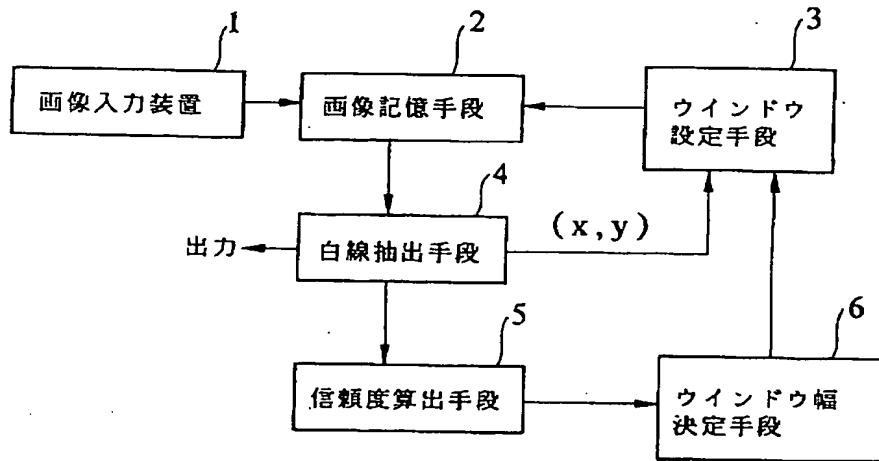 1
2
3
画像入力装置
画像記憶手段
ウインドウ
設定手段
4
(x,y)
出力
白線抽出手段
5
6
信頼度算出手段
ウインドウ幅
決定手段